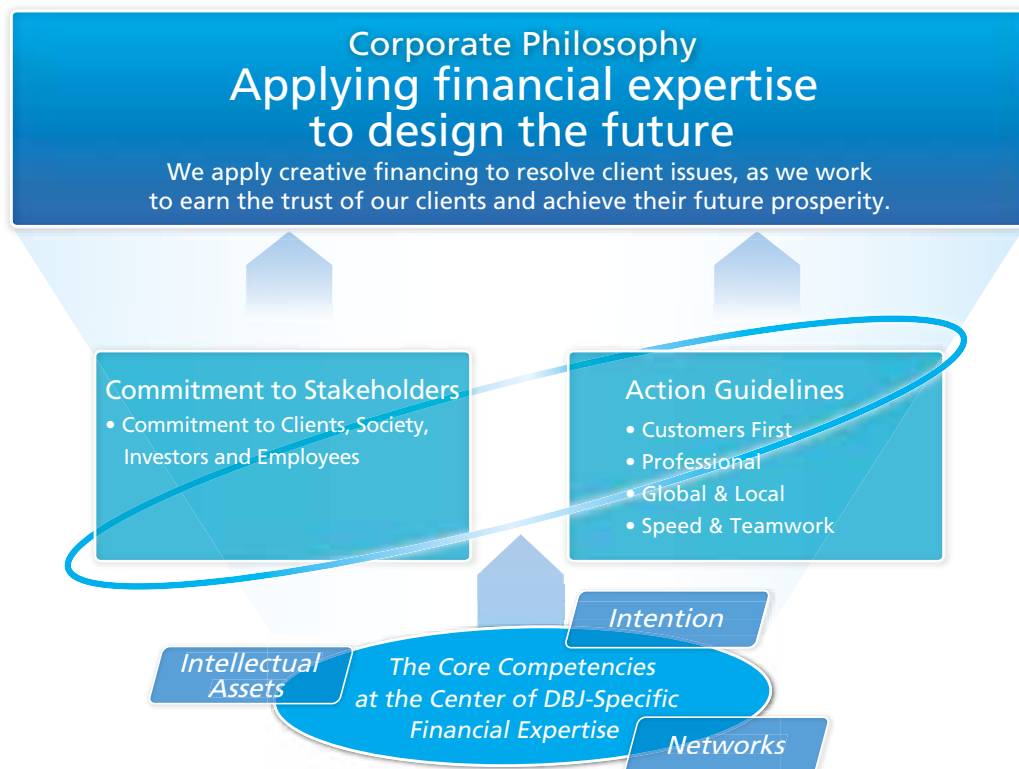 Corporate Philosophy
Applying financial expertise
to design the future
We apply creative financing to resolve client issues, as we work
to earn the trust of our clients and achieve their future prosperity.
Commitment to Stakeholders
• Commitment to Clients, Society,
Investors and Employees
Action Guidelines
• Customers First
• Professional
• Global & Local
• Speed & Teamwork
Intention
Intellectual
Assets
The Core Competencies
at the Center of DBJ-Specific
Financial Expertise
Networks